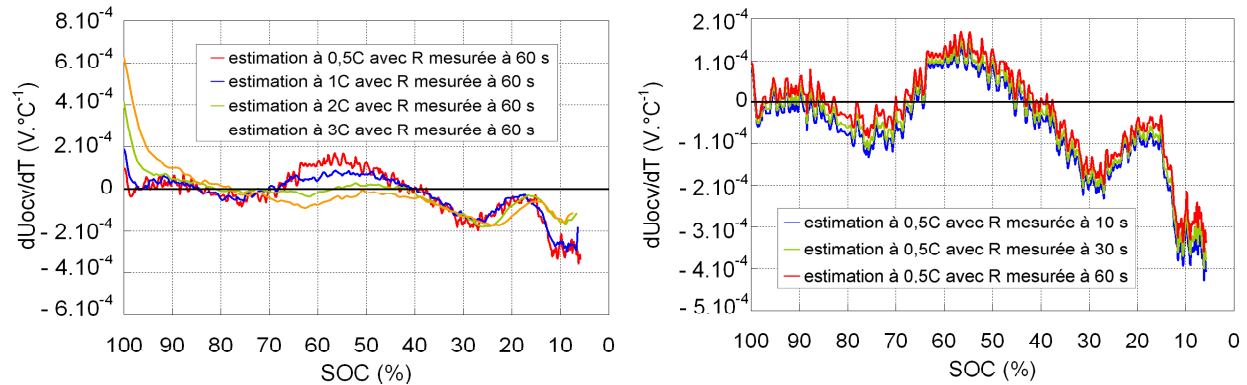 8.10⁻⁴
6.10⁻⁴
4.10⁻⁴
2.10⁻⁴
0
- 2.10⁻⁴
- 4.10⁻⁴
- 6.10⁻⁴
dUocv/dT (V.°C⁻¹)
estimation à 0,5C avec R mesurée à 60 s
estimation à 1C avec R mesurée à 60 s
estimation à 2C avec R mesurée à 60 s
estimation à 3C avec R mesurée à 60 s
100 90 80 70 60 50 40 30 20 10 0
SOC (%)
2.10⁻⁴
1.10⁻⁴
0
-1.10⁻⁴
- 2.10⁻⁴
- 3.10⁻⁴
- 4.10⁻⁴
- 5.10⁻⁴
dUocv/dT (V.°C⁻¹)
estimation à 0,5C avec R mesurée à 10 s
estimation à 0,5C avec R mesurée à 30 s
estimation à 0,5C avec R mesurée à 60 s
100 90 80 70 60 50 40 30 20 10 0
SOC (%)